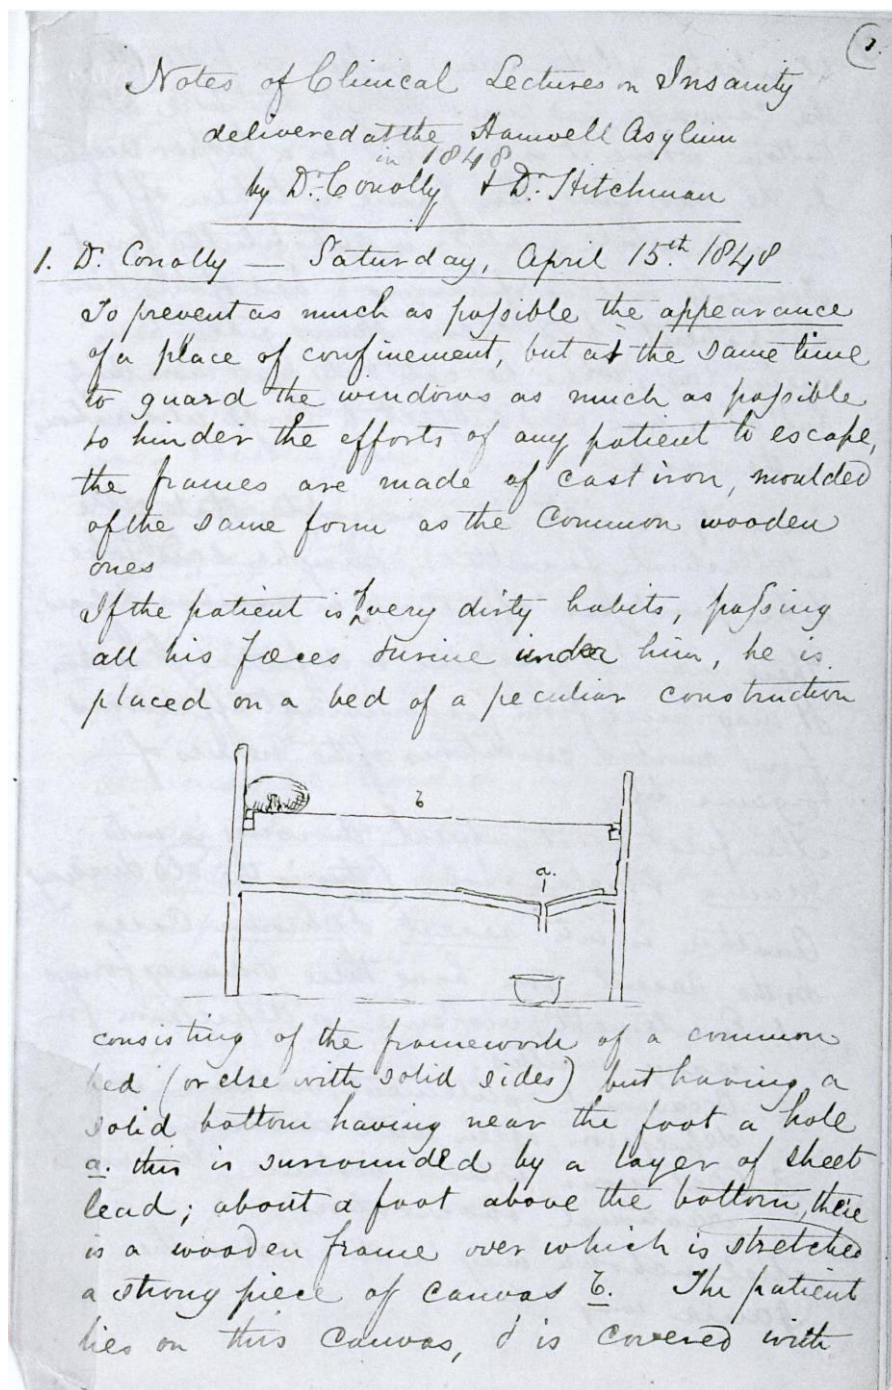 1.
Notes of Clinical Lectures on Insanity
delivered at the Hanwell Asylum
in 1848
by Dr. Conolly & Dr. Hitchman
1. Dr. Conolly — Saturday, April 15.th 1848
To prevent as much as possible the appearance
of a place of confinement, but at the same time
to guard the windows as much as possible
to hinder the efforts of any patient to escape,
the frames are made of cast iron, moulded
of the same form as the common wooden
ones
If the patient is of very dirty habits, passing
all his fæces & urine under him, he is
placed on a bed of a peculiar construction
b
a.
consisting of the framework of a common
bed (or else with solid sides) but having a
solid bottom having near the foot a hole
a. this is surrounded by a layer of sheet
lead; about a foot above the bottom, there
is a wooden frame over which is stretched
a strong piece of canvas b. The patient
lies on this canvas, & is covered with